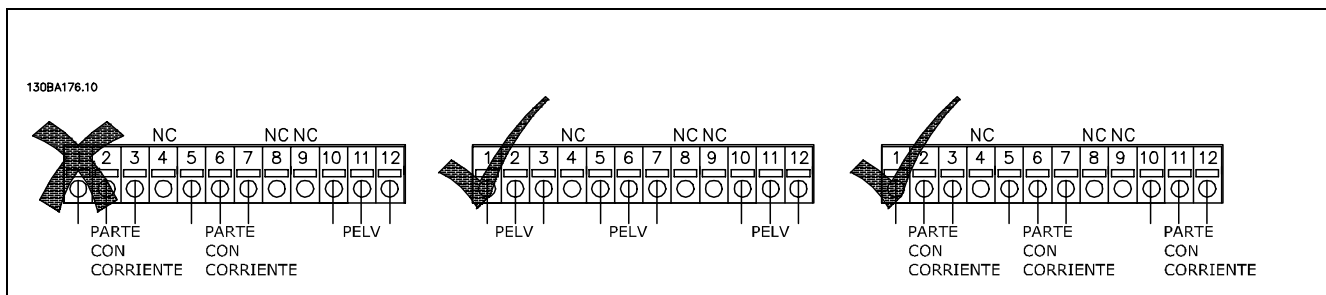 130BA176.10
NC NC NC
2 3 4 5 6 7 8 9 10 11 12
PARTE CON CORRIENTE
PARTE CON CORRIENTE
PELV
NC NC NC
1 2 3 4 5 6 7 8 9 10 11 12
PELV
PELV
PELV
NC NC NC
1 2 3 4 5 6 7 8 9 10 11 12
PARTE CON CORRIENTE
PARTE CON CORRIENTE
PARTE CON CORRIENTE